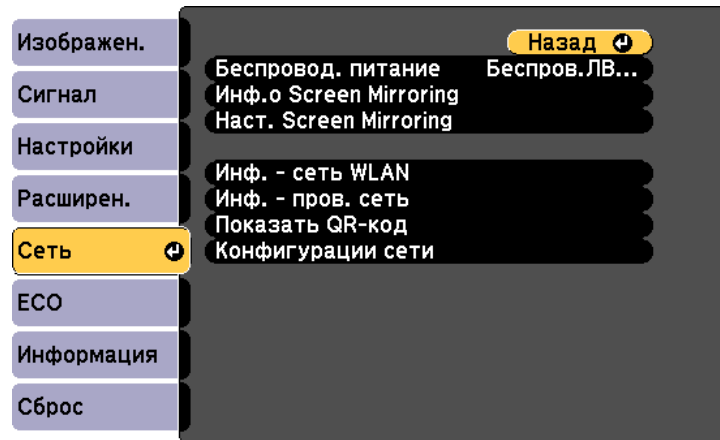 Изображен.
Сигнал
Настройки
Расширен.
Сеть
ECO
Информация
Сброс
Назад
Беспровод. питание Беспров.ЛВ...
Инф.о Screen Mirroring
Наст. Screen Mirroring
Инф. - сеть WLAN
Инф. - пров. сеть
Показать QR-код
Конфигурации сети